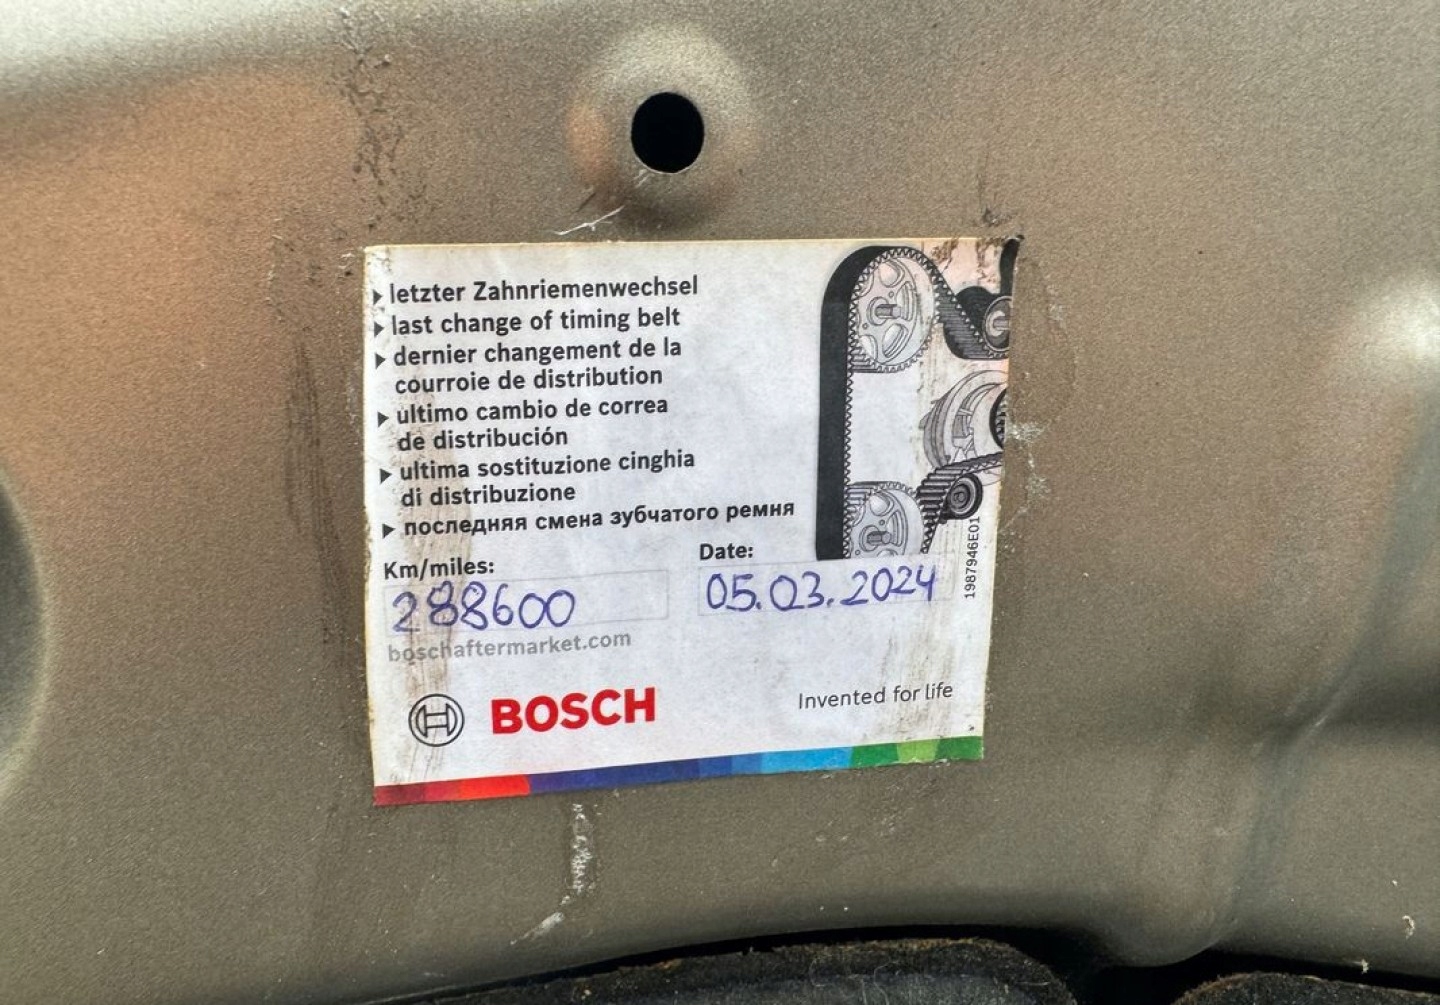 ▸ letzter Zahnriemenwechsel
▸ last change of timing belt
▸ dernier changement de la
courroie de distribution
▸ ultimo cambio de correa
de distribución
▸ ultima sostituzione cinghia
di distribuzione
▸ последняя смена зубчатого ремня
Km/miles:
288600
Date:
05.03.2024
boschaftermarket.com
BOSCH
Invented for life
1987946E01